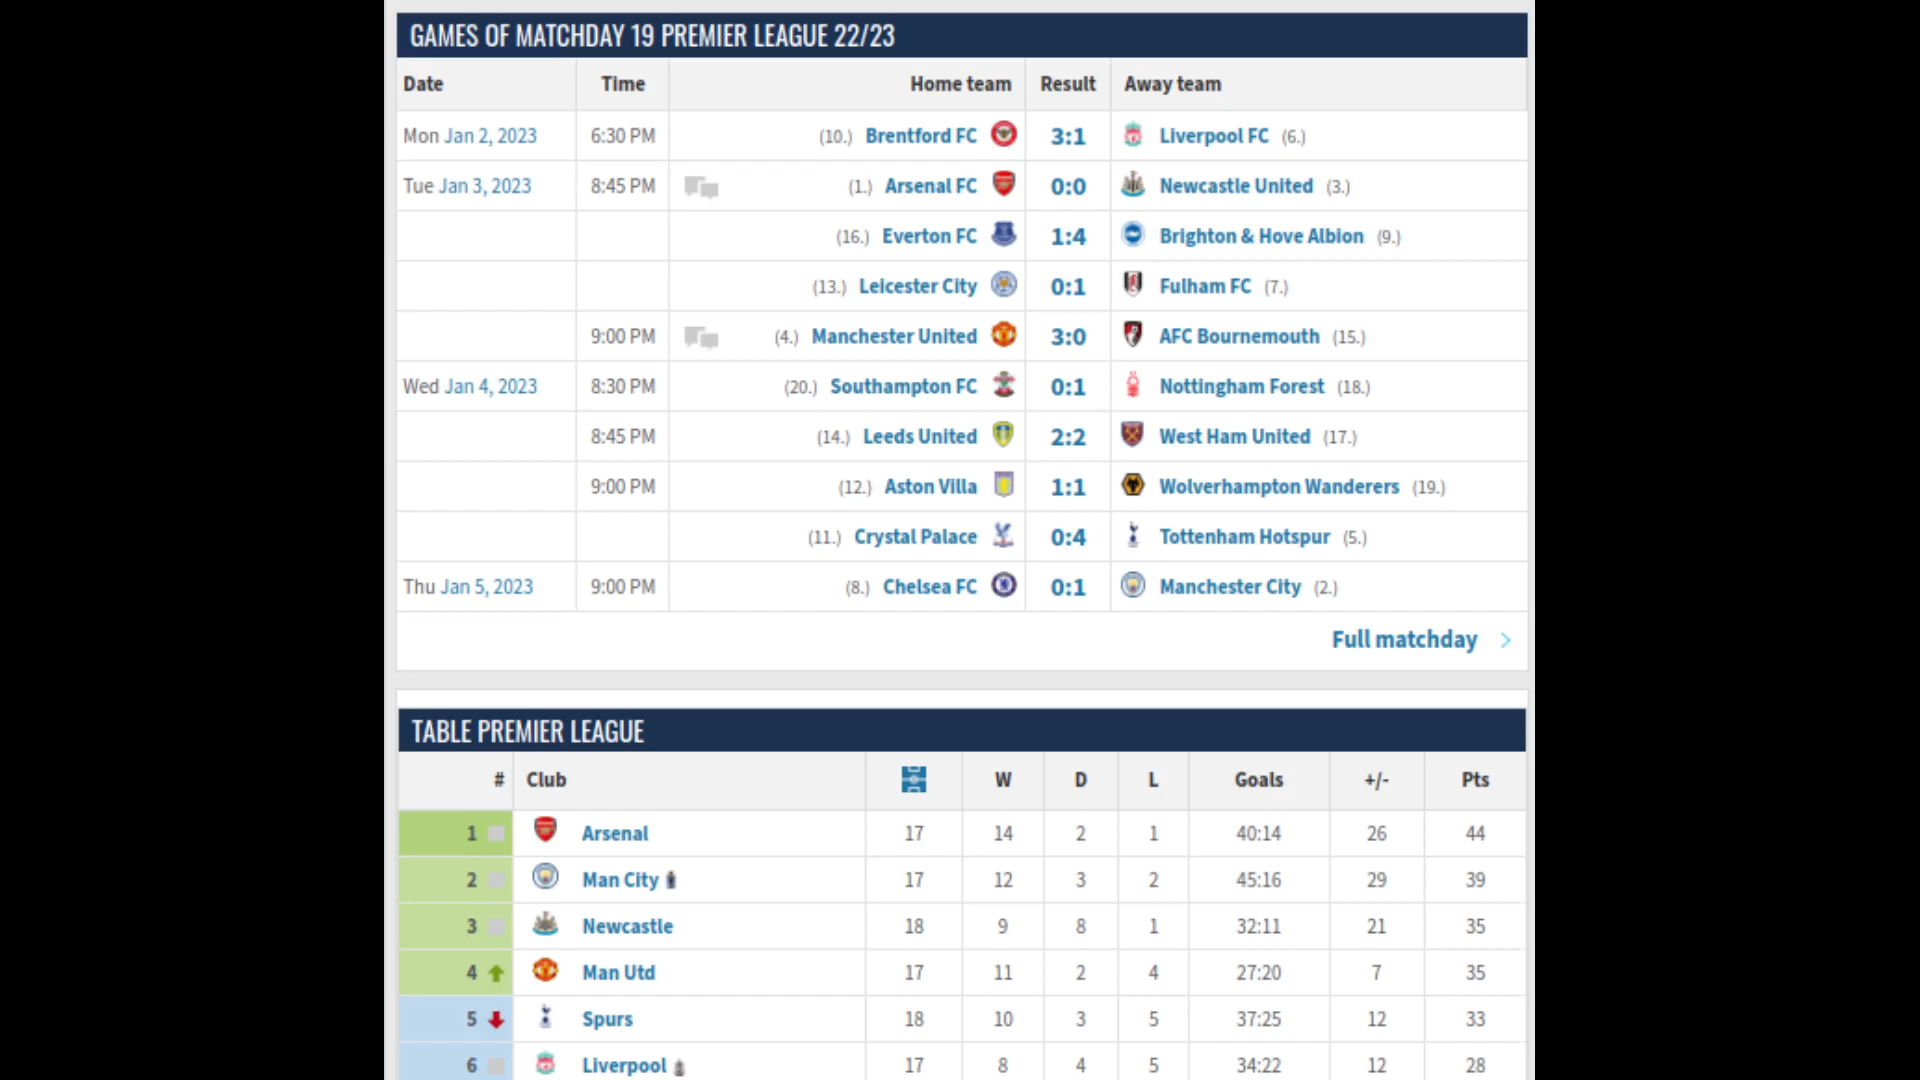 GAMES OF MATCHDAY 19 PREMIER LEAGUE 22/23
Date Time Home team Result Away team
Mon Jan 2, 2023 6:30 PM (10.) Brentford FC 3:1 Liverpool FC (6.)
Tue Jan 3, 2023 8:45 PM (1.) Arsenal FC 0:0 Newcastle United (3.)
(16.) Everton FC 1:4 Brighton & Hove Albion (9.)
(13.) Leicester City 0:1 Fulham FC (7.)
9:00 PM (4.) Manchester United 3:0 AFC Bournemouth (15.)
Wed Jan 4, 2023 8:30 PM (20.) Southampton FC 0:1 Nottingham Forest (18.)
8:45 PM (14.) Leeds United 2:2 West Ham United (17.)
9:00 PM (12.) Aston Villa 1:1 Wolverhampton Wanderers (19.)
(11.) Crystal Palace 0:4 Tottenham Hotspur (5.)
Thu Jan 5, 2023 9:00 PM (8.) Chelsea FC 0:1 Manchester City (2.)
Full matchday
TABLE PREMIER LEAGUE
# Club W D L Goals +/- Pts
1 Arsenal 17 14 2 1 40:14 26 44
2 Man City 17 12 3 2 45:16 29 39
3 Newcastle 18 9 8 1 32:11 21 35
4 Man Utd 17 11 2 4 27:20 7 35
5 Spurs 18 10 3 5 37:25 12 33
6 Liverpool 17 8 4 5 34:22 12 28